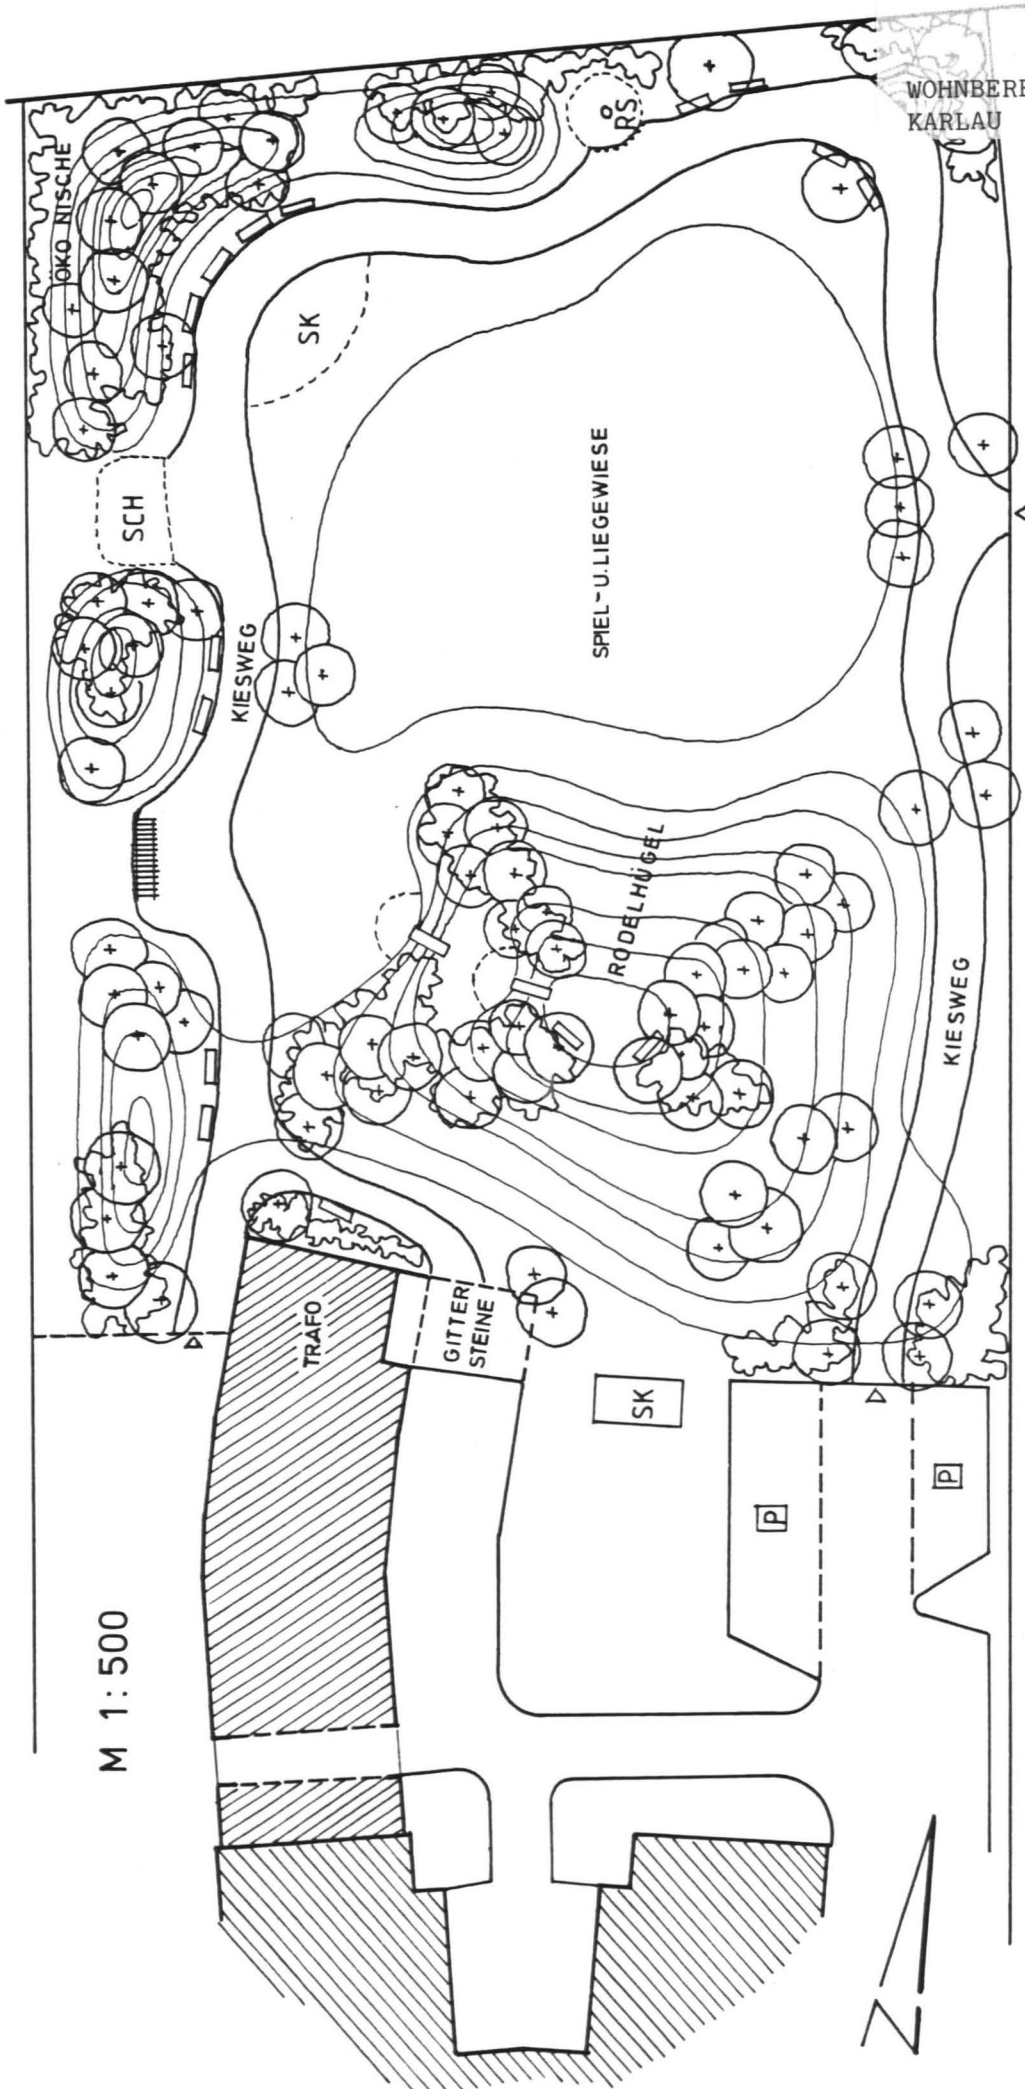 WOHNBERE
KARLAU
ÖKO NISCHE
RS
SK
SCH
SPIEL-U.LIEGEWIESE
KIESWEG
RODELHÜGEL
KIESWEG
TRAFO
GITTER
STEINE
SK
P
P
M 1:500
N